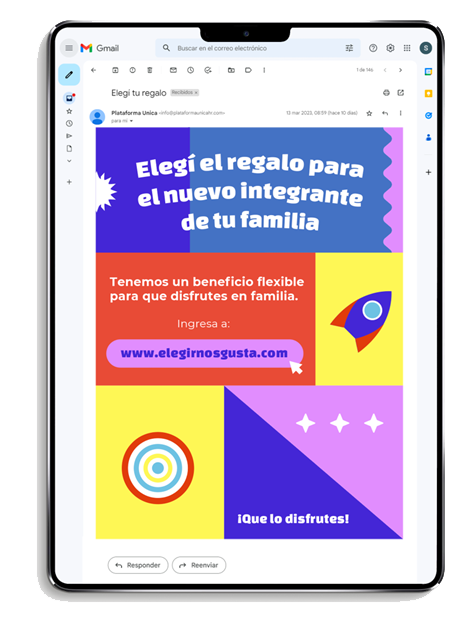 Gmail
Buscar en el correo electrónico
S
1 de 146
Elegí tu regalo
Recibidos x
Plataforma Unica <info@plataformaunicahr.com>
13 mar 2023, 08:59 (hace 10 días)
para mí
Elegí el regalo para
el nuevo integrante
de tu familia
Tenemos un beneficio flexible
para que disfrutes en familia.
Ingresa a:
www.elegirnosgusta.com
¡Que lo disfrutes!
Responder
Reenviar